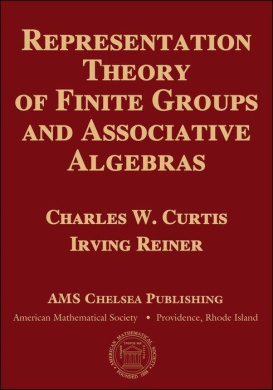 REPRESENTATION
THEORY
OF FINITE GROUPS
AND ASSOCIATIVE
ALGEBRAS
CHARLES W. CURTIS
IRVING REINER
AMS CHELSEA PUBLISHING
American Mathematical Society • Providence, Rhode Island